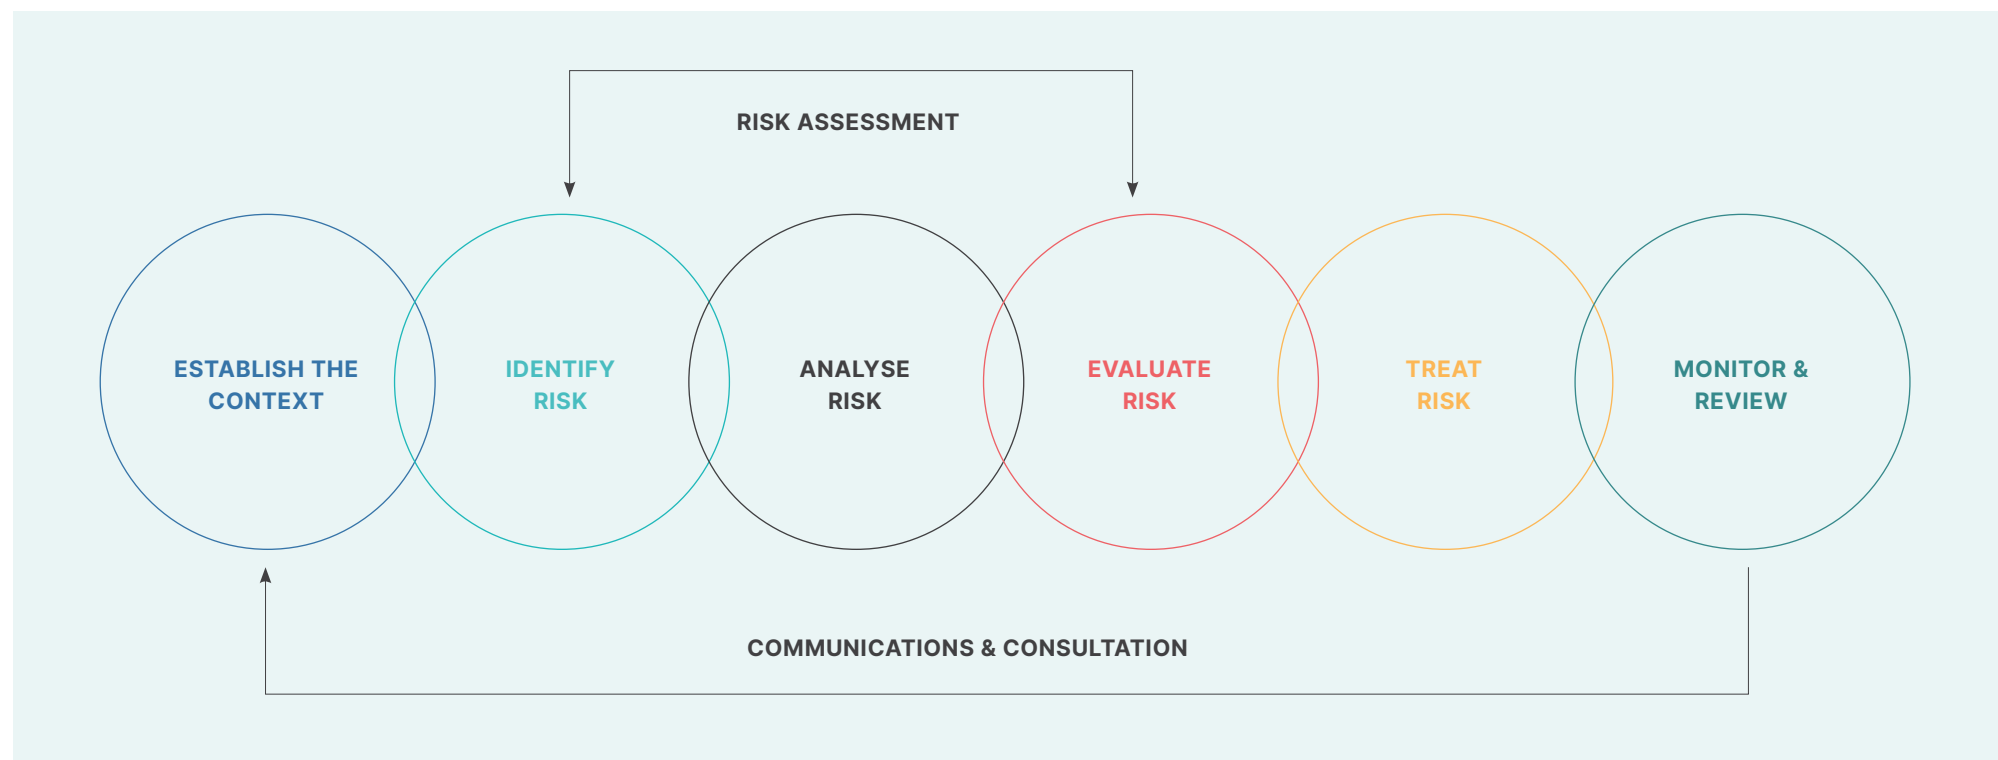 RISK ASSESSMENT
ESTABLISH THE
CONTEXT
IDENTIFY
RISK
ANALYSE
RISK
EVALUATE
RISK
TREAT
RISK
MONITOR &
REVIEW
COMMUNICATIONS & CONSULTATION